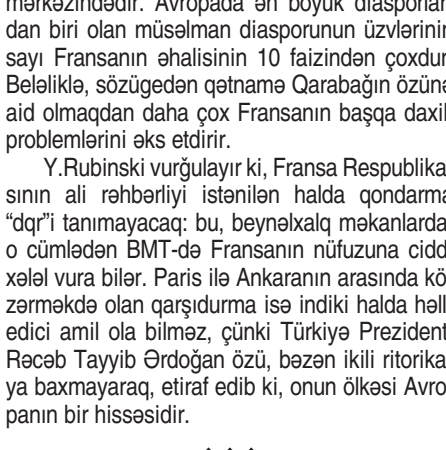 mərkəzindədir. Avropada ən böyük diasporlar
dan biri olan müsəlman diasporunun üzvlərinin
sayı Fransanın əhalisinin 10 faizindən çoxdur
Beləliklə, sözügedən qətnamə Qarabağın özünə
aid olmaqdan daha çox Fransanın başqa daxil
problemlərini əks etdirir.
Y.Rubinski vurğulayır ki, Fransa Respublika
sının ali rəhbərliyi istənilən halda qondarma
“dqr”i tanımayacaq: bu, beynəlxalq məkanlarda
o cümlədən BMT-də Fransanın nüfuzuna cidd
xələl vura bilər. Paris ilə Ankaranın arasında kö
zərməkdə olan qarşıdurma isə indiki halda həll
edici amil ola bilməz, çünki Türkiyə Prezident
Rəcəb Tayyib Ərdoğan özü, bəzən ikili ritorika
ya baxmayaraq, etiraf edib ki, onun ölkəsi Avro
panın bir hissəsidir.